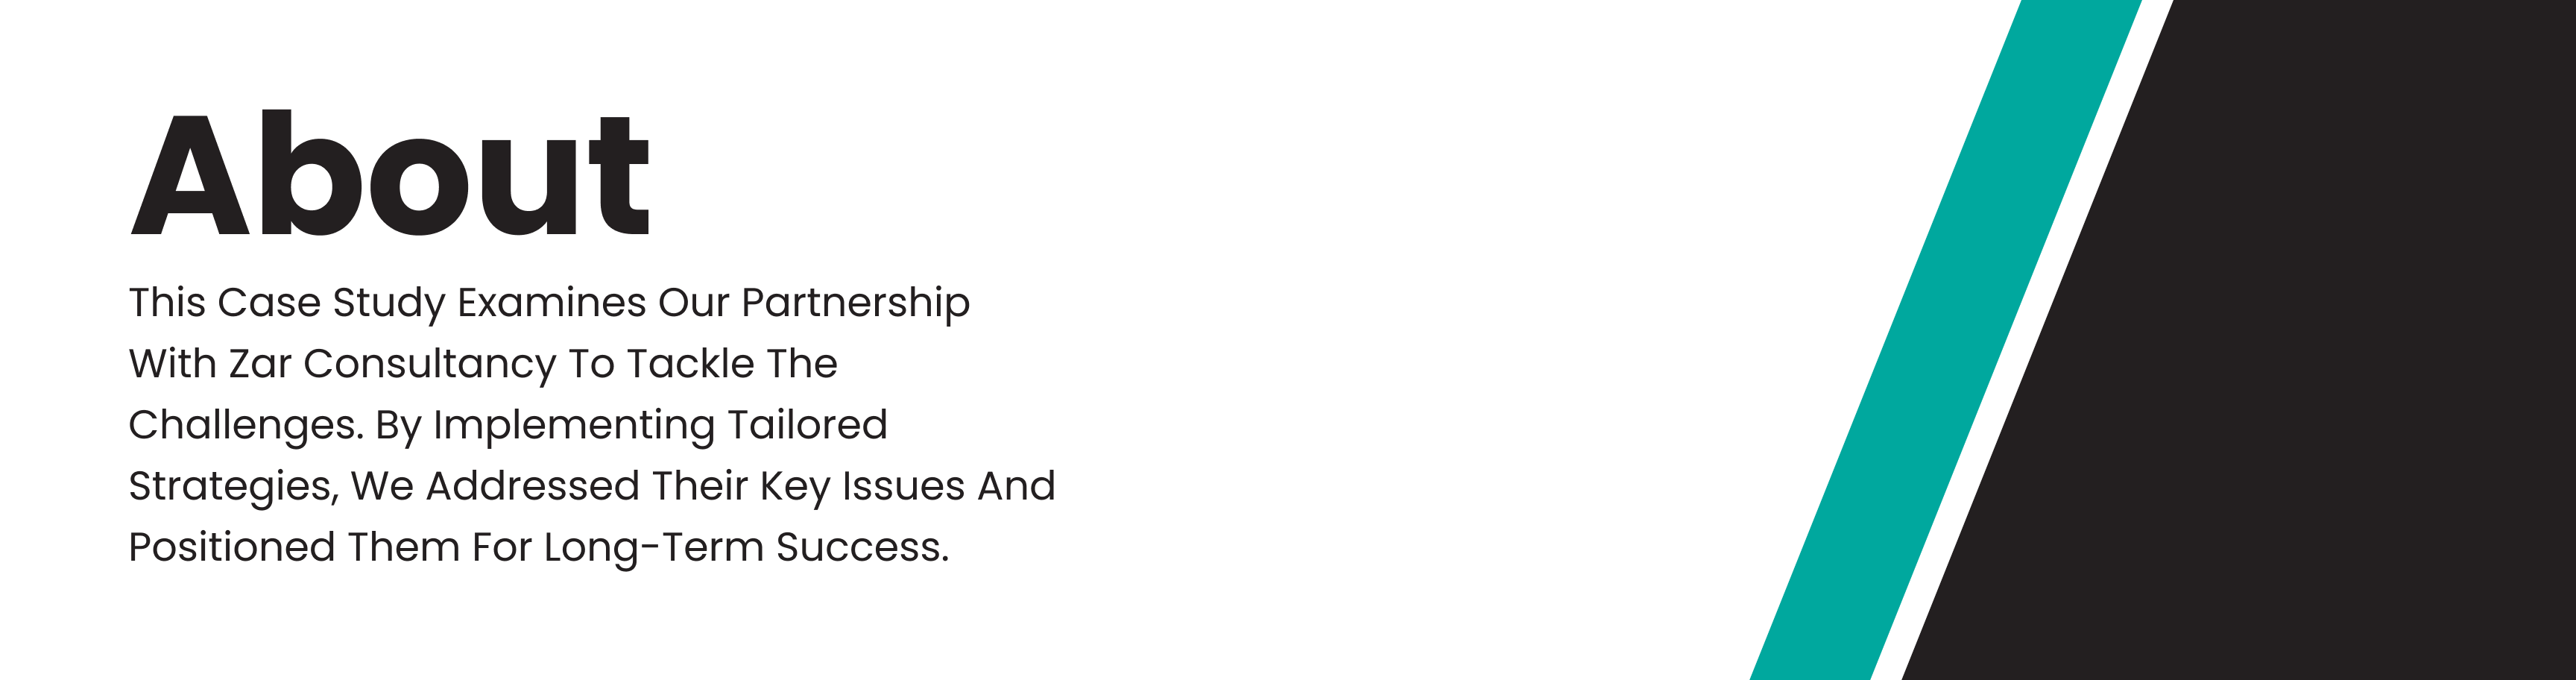 About
This Case Study Examines Our Partnership
With Zar Consultancy To Tackle The
Challenges. By Implementing Tailored
Strategies, We Addressed Their Key Issues And
Positioned Them For Long-Term Success.